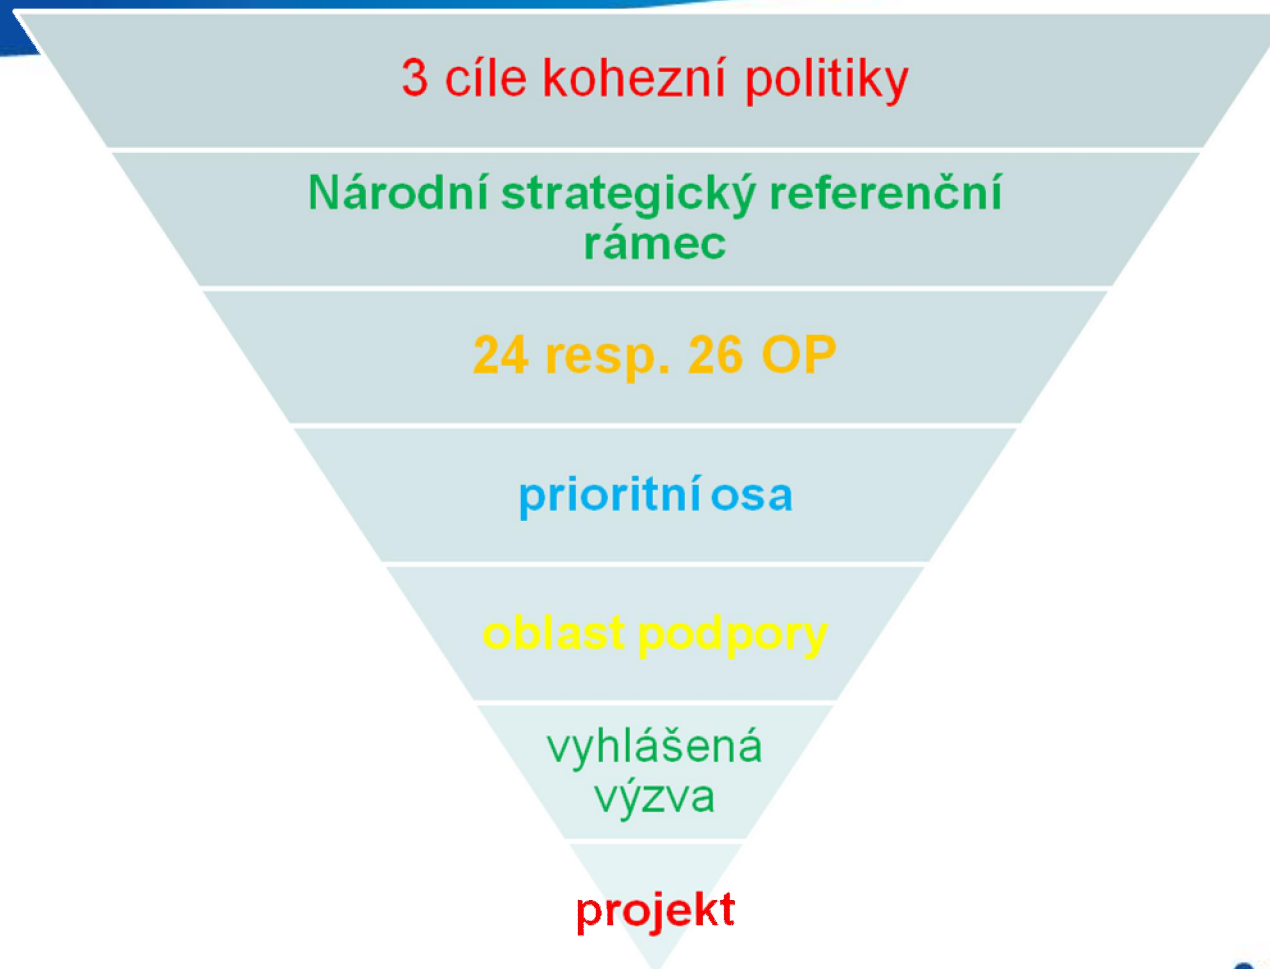 3 cíle kohezní politiky
Národní strategický referenční
rámec
24 resp. 26 OP
prioritní osa
oblast podpory
vyhlášená
výzva
projekt